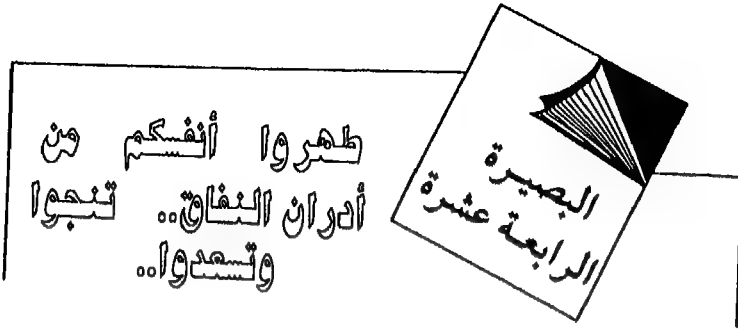 البصيرة
الرابعة عشرة
طهروا أنفسكم من
أدران النفاق.. تنجوا
وتسعدوا..